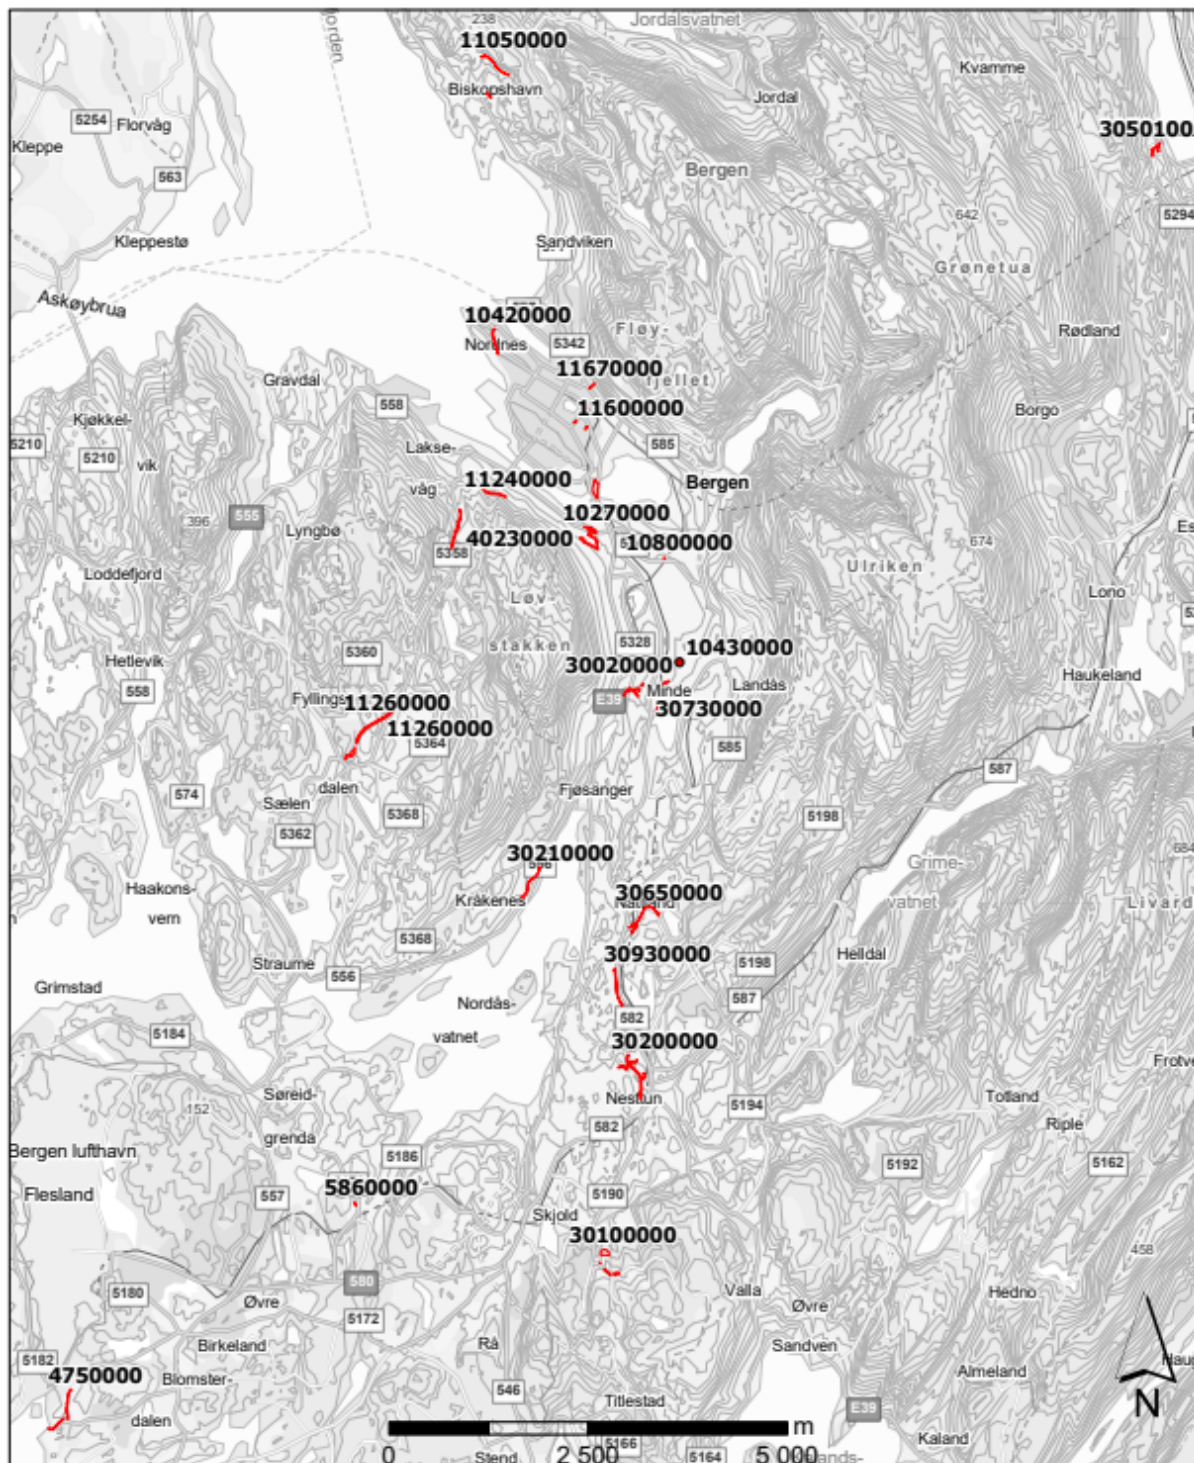 238
Jordalsvatnet
jorden
11050000
Kvamme
Biskopshavn
Jordal
5254
Florvåg
Kleppe
3050100
563
Bergen
642
5294
Kleppestø
Sandviken
Grønetua
Askøybrua
10420000
Fløy-
Rødland
Nordnes
5342
11670000
fjellet
Gravdal
558
11600000
Kjøkkel-
Borgo
5210
5210
vik
Lakse-
585
våg
11240000
Bergen
555
396
Lyngbø
10270000
40230000
5358
10800000
674
Ulriken
Loddefjord
Løv-
Lono
stakken
5328
10430000
5360
30020000
Hetlevik
558
Fyllings
E39
Minde
Landås
Haukeland
11260000
30730000
11260000
5364
585
587
574
dalen
Fjøsanger
Sælen
5368
5198
5362
30210000
684
Grime-
Haakons-
vern
Kråkenes
30650000
vatnet
Livard
5368
30930000
5198
Helldal
Straume
556
Grimstad
Nordås-
587
vatnet
582
5184
30200000
Frotve
Søreid-
Nesttun
Totland
152
5194
grenda
582
Riple
Bergen lufthavn
5186
5192
5162
Flesland
557
5860000
5190
Skjold
30100000
458
580
5180
Øvre
Valla
Øvre
Hedno
5172
Birkeland
Rå
Sandven
5182
Almeland
4750000
Blomster-
546
Titlestad
N
dalen
E39
m
Kaland
0
2 500
5 000
Stend
5166
5164